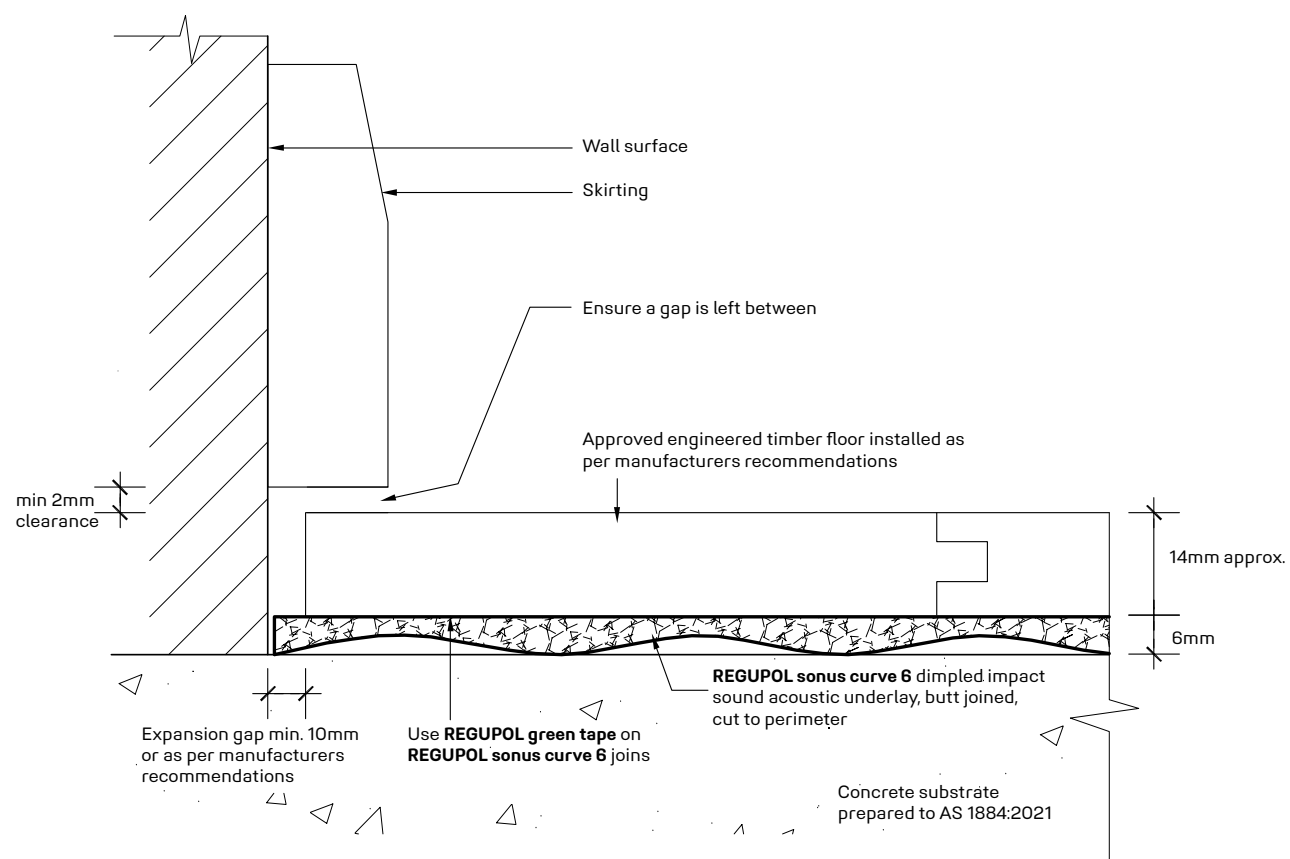 Wall surface
Skirting
Ensure a gap is left between
Approved engineered timber floor installed as
per manufacturers recommendations
min 2mm
clearance
14mm approx.
6mm
REGUPOL sonus curve 6 dimpled impact
sound acoustic underlay, butt joined,
cut to perimeter
Expansion gap min. 10mm
or as per manufacturers
recommendations
Use REGUPOL green tape on
REGUPOL sonus curve 6 joins
Concrete substrate
prepared to AS 1884:2021